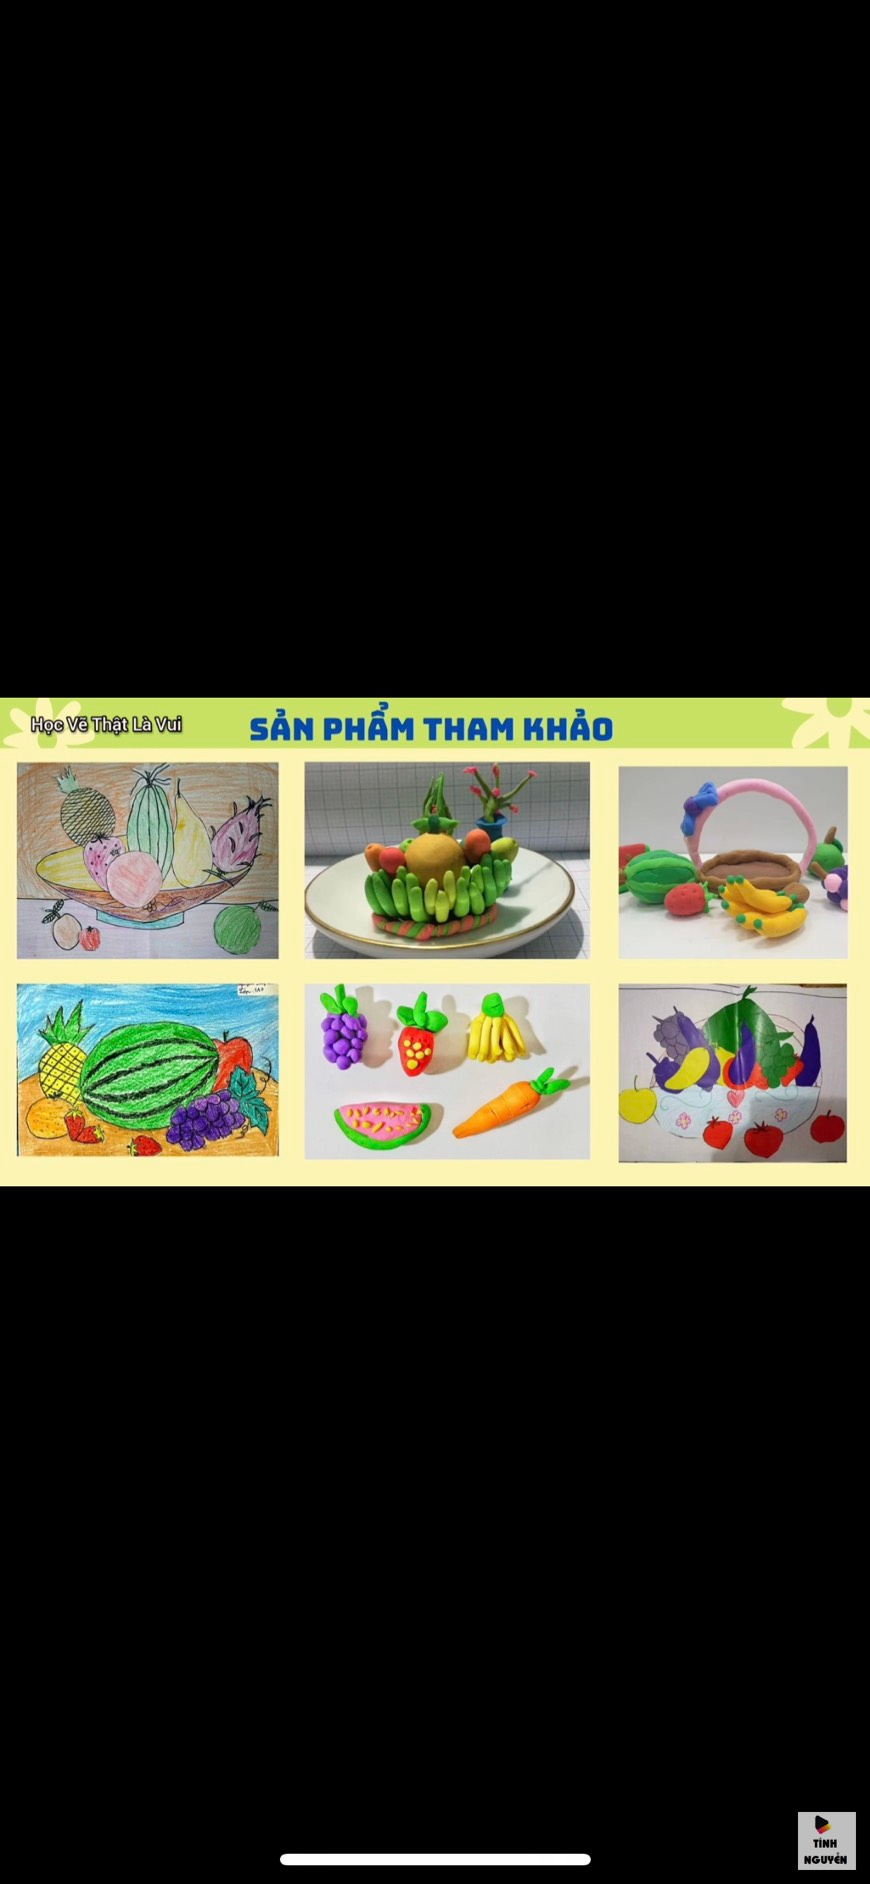 Học Vẽ Thật Là Vui
SẢN PHẨM THAM KHẢO
TÍNH
NGUYỄN